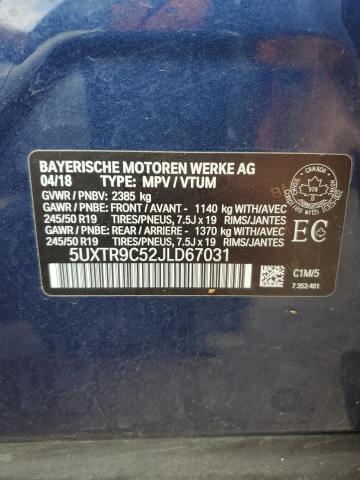 BAYERISCHE MOTOREN WERKE AG
04/18 TYPE: MPV / VTUM
GVWR / PNBV: 2385 kg
GAWR / PNBE: FRONT / AVANT - 1140 kg with/avec
245/50 R19 TIRES/PNEUS, 7.5J x 19 RIMS/JANTES
GAWR / PNBE: REAR / ARRIERE - 1370 kg with/avec
245/50 R19 TIRES/PNEUS, 7.5J x 19 RIMS/JANTES
5UXTR9C52JLD67031
CANADA
978
EC
C1M/5
7 353 401